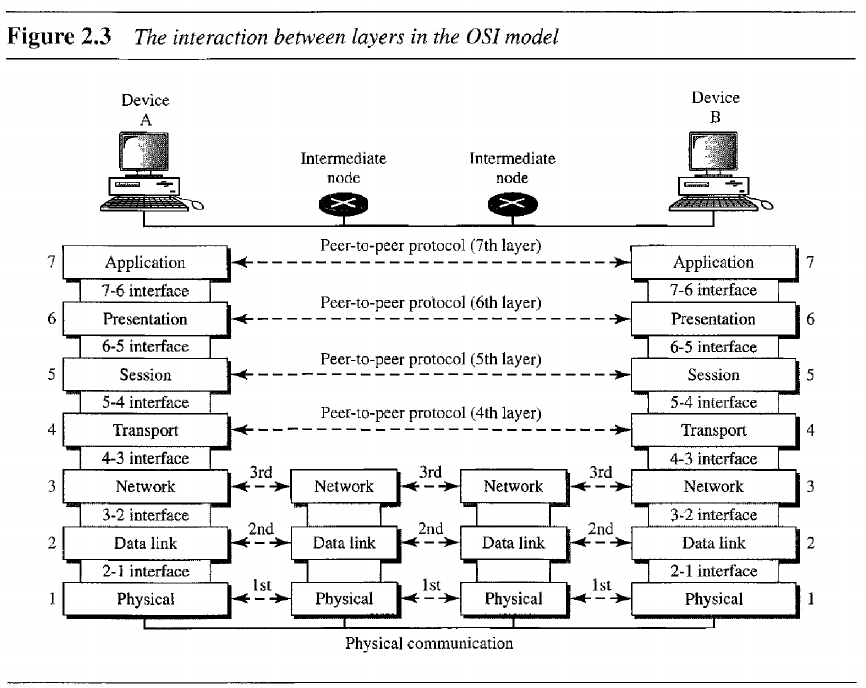 Figure 2.3 The interaction between layers in the OSI model
Device
A
Device
B
Intermediate
node
Intermediate
node
Peer-to-peer protocol (7th layer)
7 Application Application 7
7-6 interface 7-6 interface
Peer-to-peer protocol (6th layer)
6 Presentation Presentation 6
6-5 interface 6-5 interface
Peer-to-peer protocol (5th layer)
5 Session Session 5
5-4 interface 5-4 interface
Peer-to-peer protocol (4th layer)
4 Transport Transport 4
4-3 interface 4-3 interface
3rd 3rd 3rd
3 Network Network Network Network 3
3-2 interface 3-2 interface
2nd 2nd 2nd
2 Data link Data link Data link Data link 2
2-1 interface 2-1 interface
1st 1st 1st
1 Physical Physical Physical Physical 1
Physical communication